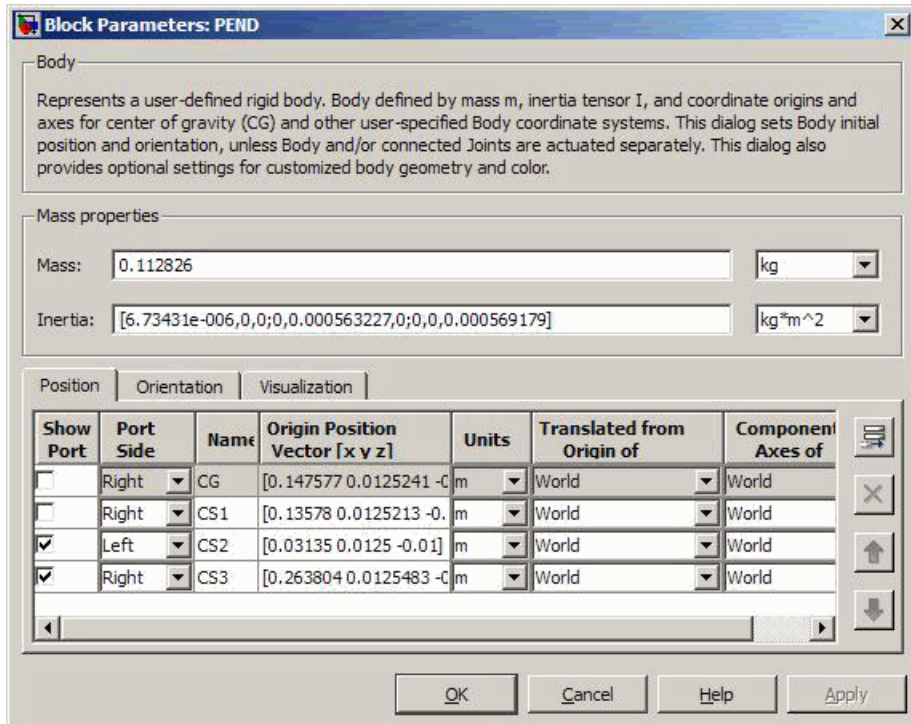 Block Parameters: PEND
Body
Represents a user-defined rigid body. Body defined by mass m, inertia tensor I, and coordinate origins and
axes for center of gravity (CG) and other user-specified Body coordinate systems. This dialog sets Body initial
position and orientation, unless Body and/or connected Joints are actuated separately. This dialog also
provides optional settings for customized body geometry and color.
Mass properties
Mass: 0.112826 kg
Inertia: [6.73431e-006,0,0;0,0.000563227,0;0,0,0.000569179] kg*m^2
Position Orientation Visualization
Show Port Port Side Name Origin Position Vector [x y z] Units Translated from Origin of Component Axes of
Right CG [0.147577 0.0125241 -0 m World World
Right CS1 [0.13578 0.0125213 -0. m World World
Left CS2 [0.03135 0.0125 -0.01] m World World
Right CS3 [0.263804 0.0125483 -0 m World World
OK Cancel Help Apply